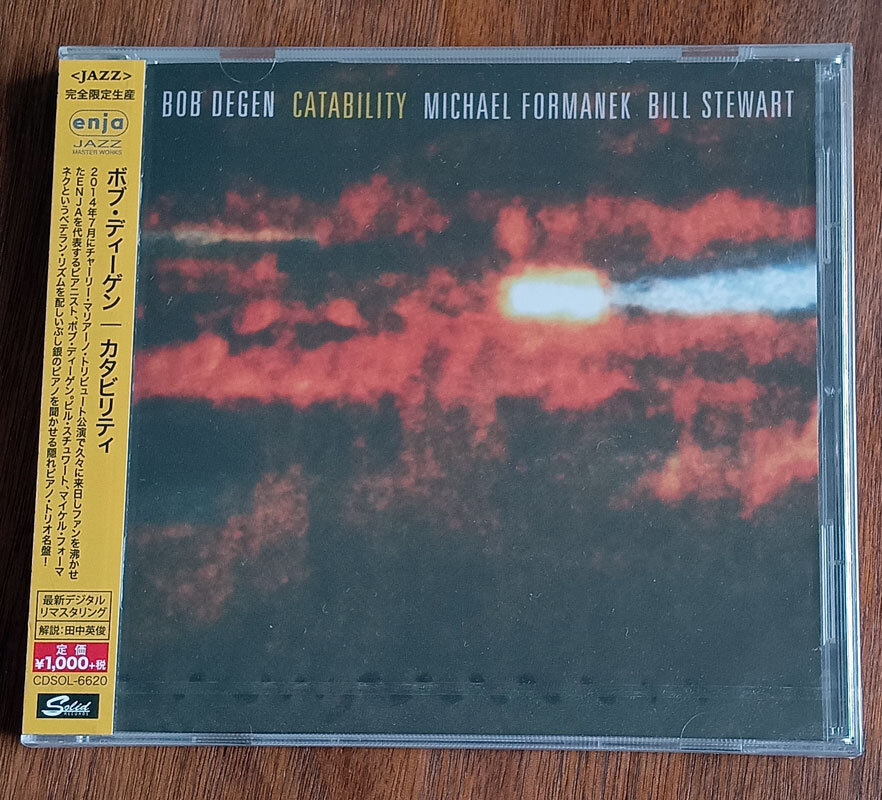 <JAZZ>
完全限定生産
enja
JAZZ
MASTER WORKS
ボブ・ディーゲン | カタビリティ
2014年7月にチャーリー・マリアーノ・トリビュート公演で久々に来日しファンを沸かせ
たENJAを代表するピアニスト、ボブ・ディーゲン。ビル・スチュワート、マイケル・フォーマ
ネクというベテラン・リズムを配しいぶし銀のピアノを聞かせる隠れピアノ・トリオ名盤！
最新デジタル
リマスタリング
解説：田中英俊
定価
¥1,000+税
CDSOL-6620
Solid
RECORDS
BOB DEGEN CATABILITY MICHAEL FORMANEK BILL STEWART